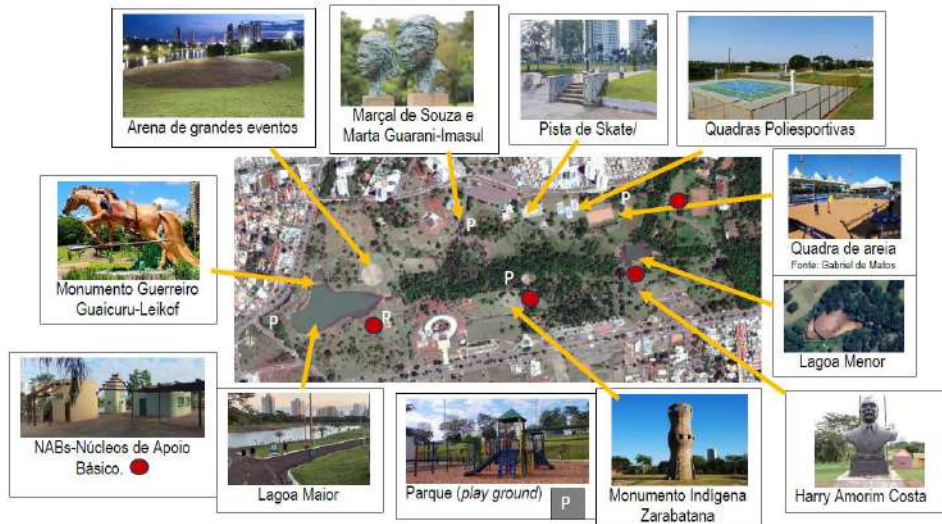 Arena de grandes eventos
Marçal de Souza e
Marta Guarani-Imasul
Pista de Skate/
Quadras Poliesportivas
Monumento Guerreiro
Guaicuru-Leikof
Quadra de areia
Fonte: Gabriel de Matos
P
P
P
P
P
Lagoa Menor
NABs-Núcleos de Apoio
Básico.
Lagoa Maior
Parque (play ground)
P
Monumento Indígena
Zarabatana
Harry Amorim Costa